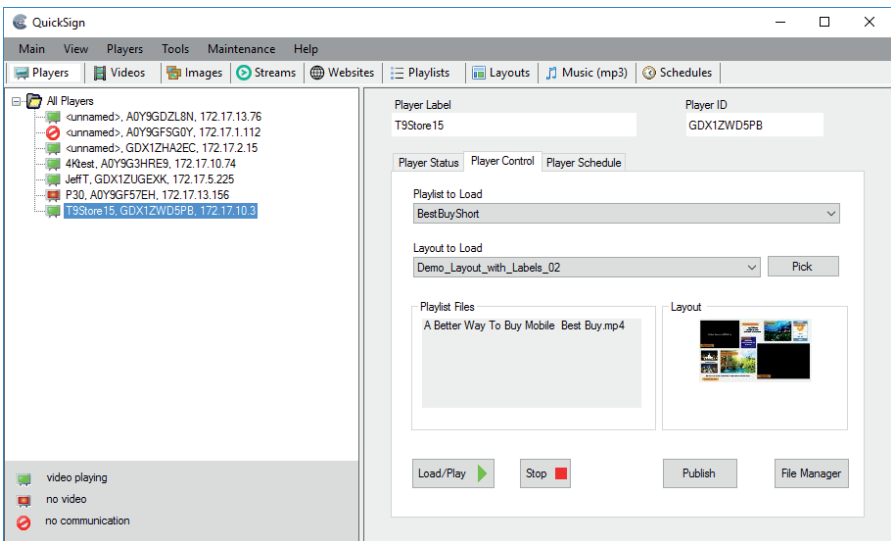 QuickSign
Main View Players Tools Maintenance Help
Players Videos Images Streams Websites Playlists Layouts Music (mp3) Schedules
All Players
<unnamed>, A0Y9GDZL8N, 172.17.13.76
<unnamed>, A0Y9GFSG0Y, 172.17.1.112
<unnamed>, GDX1ZHA2EC, 172.17.2.15
4Ktest, A0Y9G3HRE9, 172.17.10.74
JeffT, GDX1ZUGEXK, 172.17.5.225
P30, A0Y9GF57EH, 172.17.13.156
T9Store15, GDX1ZWD5PB, 172.17.10.3
video playing
no video
no communication
Player Label Player ID
T9Store15 GDX1ZWD5PB
Player Status Player Control Player Schedule
Playlist to Load
BestBuyShort
Layout to Load
Demo_Layout_with_Labels_02 Pick
Playlist Files Layout
A Better Way To Buy Mobile Best Buy.mp4
Load/Play Stop Publish File Manager